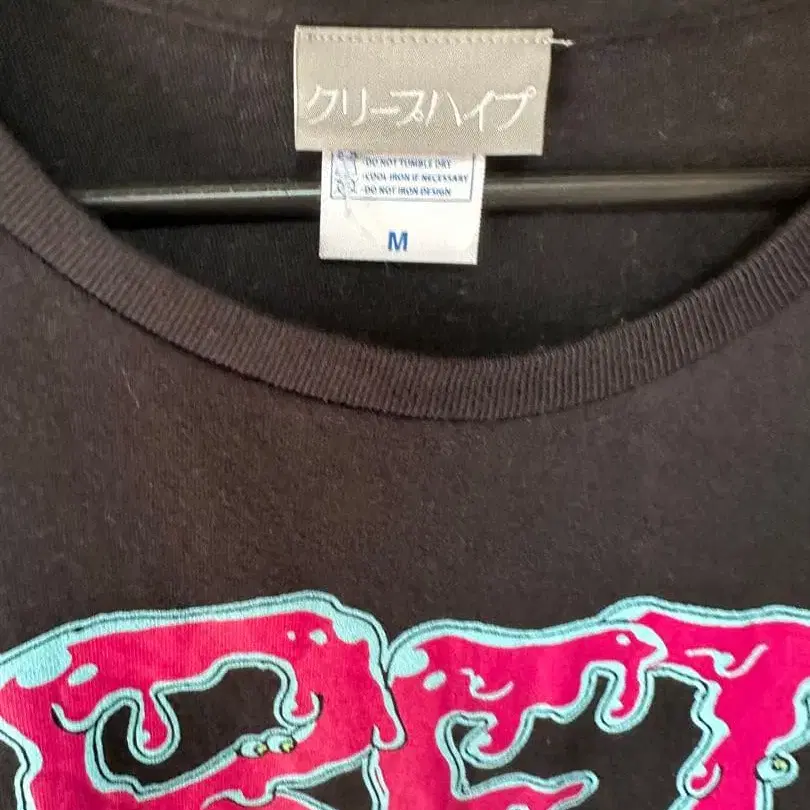 クリープハイプ
·DO NOT TUMBLE DRY
·COOL IRON IF NECESSARY
·DO NOT IRON DESIGN
M